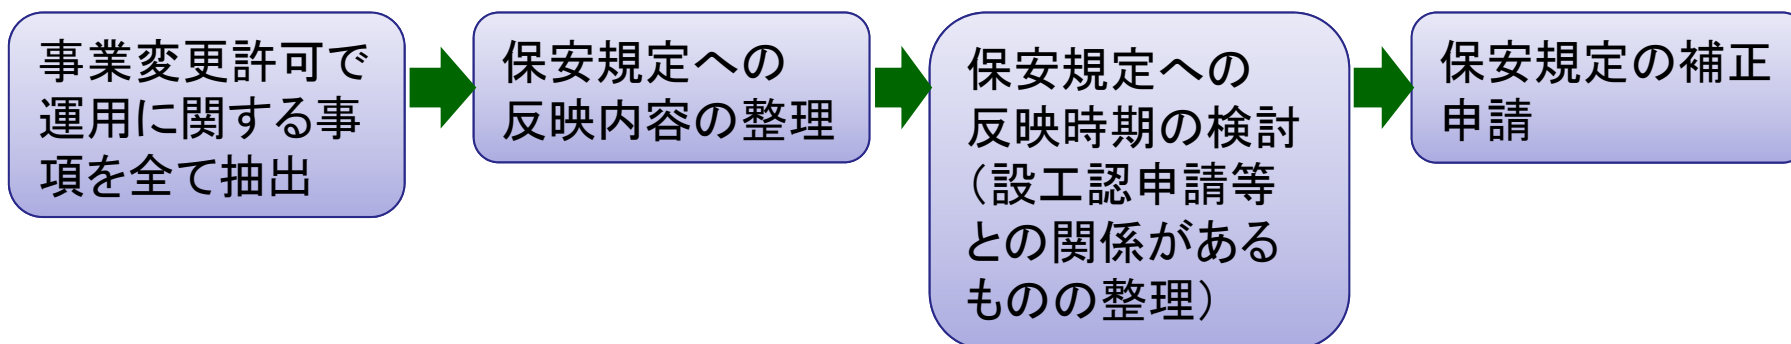 事業変更許可で
運用に関する事
項を全て抽出
保安規定への
反映内容の整理
保安規定への
反映時期の検討
（設工認申請等
との関係がある
ものの整理）
保安規定の補正
申請